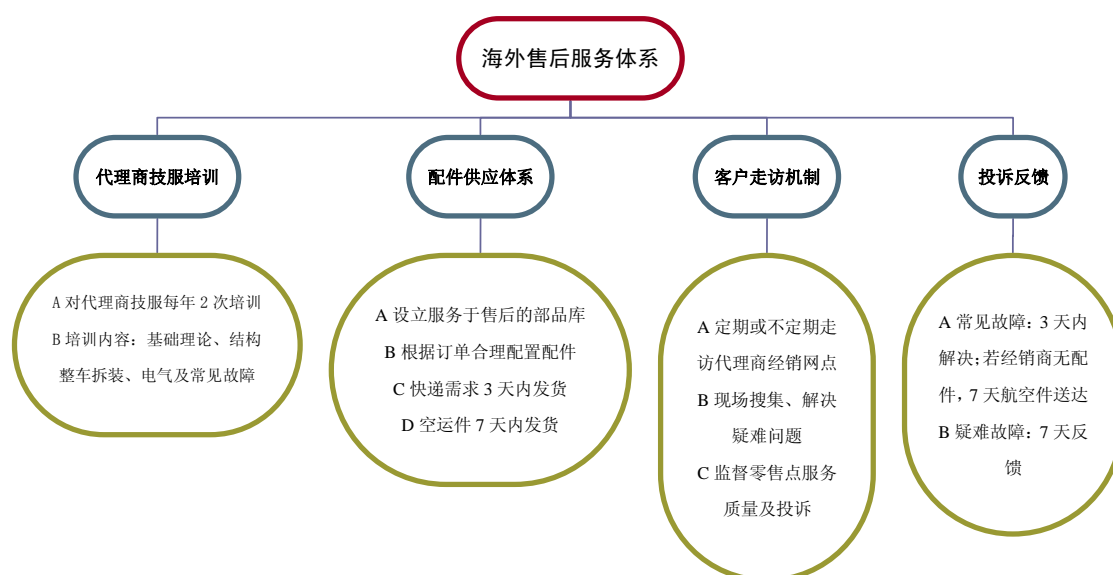 海外售后服务体系
代理商技服培训
配件供应体系
客户走访机制
投诉反馈
A 对代理商技服每年 2 次培训
B 培训内容：基础理论、结构
整车拆装、电气及常见故障
A 设立服务于售后的部品库
B 根据订单合理配置配件
C 快递需求 3 天内发货
D 空运件 7 天内发货
A 定期或不定期走
访代理商经销网点
B 现场搜集、解决
疑难问题
C 监督零售点服务
质量及投诉
A 常见故障：3 天内
解决；若经销商无配
件，7 天航空件送达
B 疑难故障：7 天反
馈